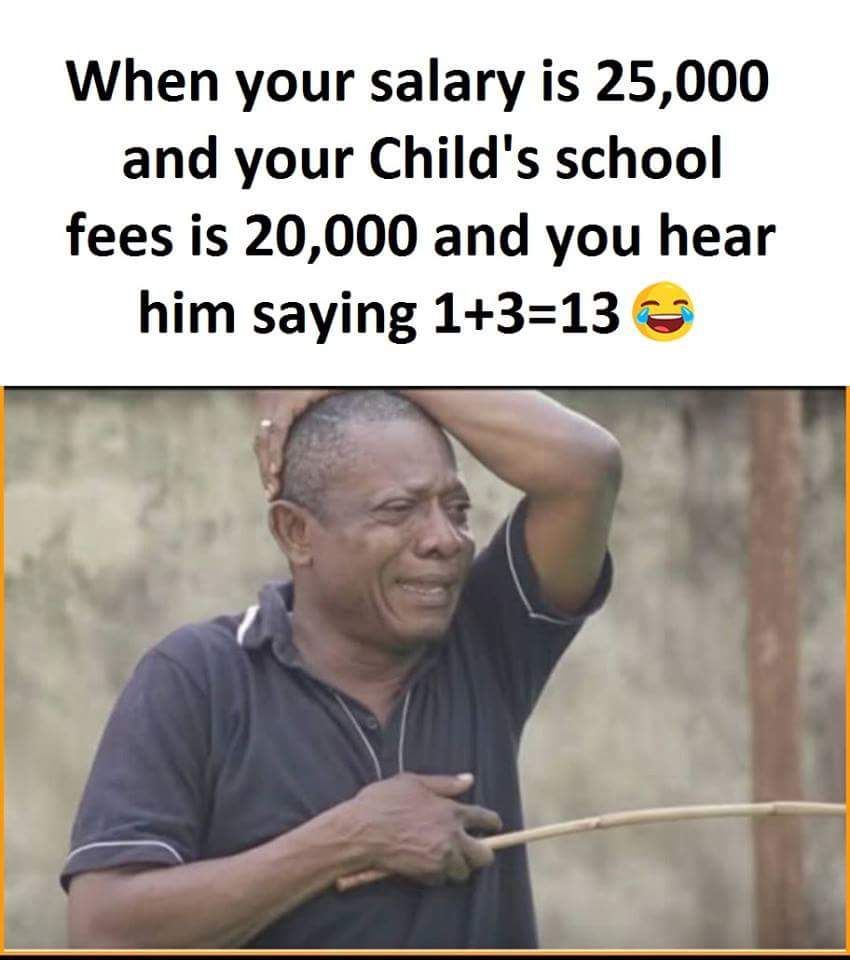 When your salary is 25,000
and your Child's school
fees is 20,000 and you hear
him saying 1+3=13😂